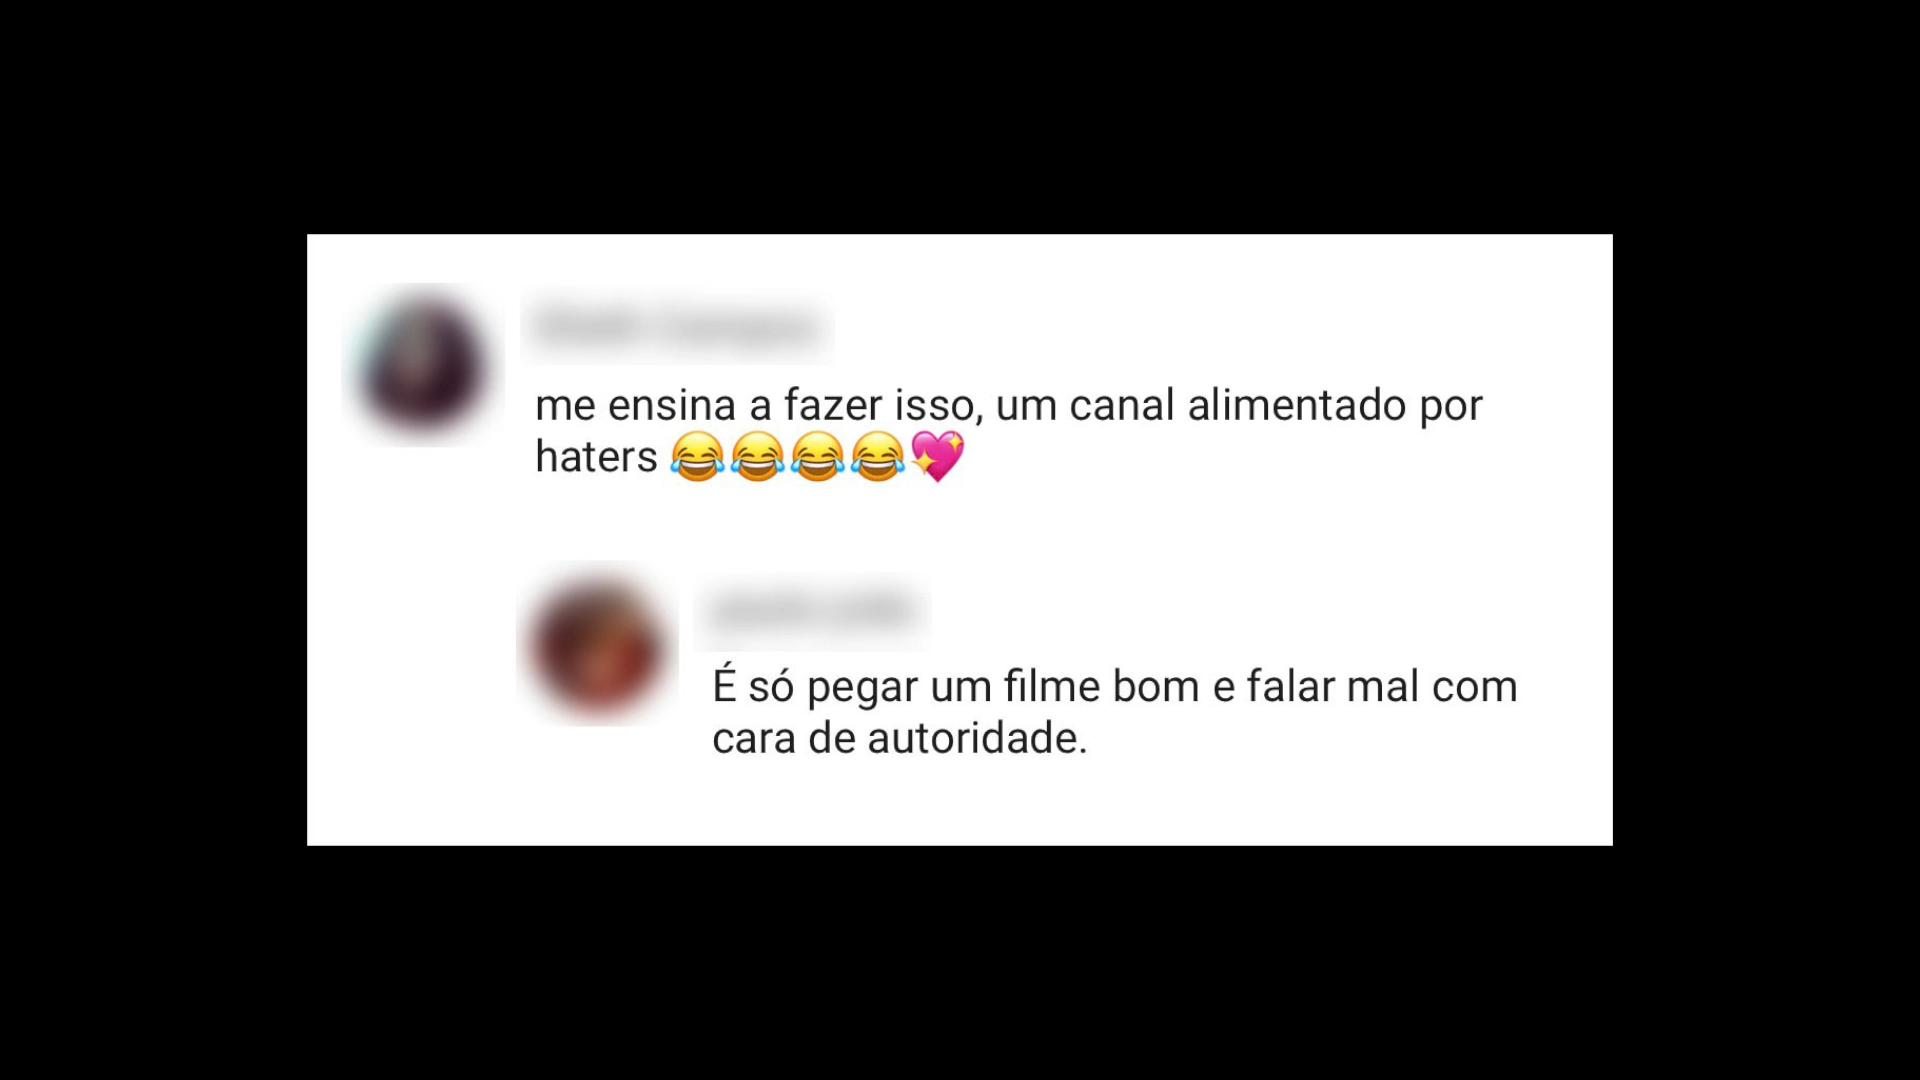 me ensina a fazer isso, um canal alimentado por
haters 😂😂😂😂💖
É só pegar um filme bom e falar mal com
cara de autoridade.